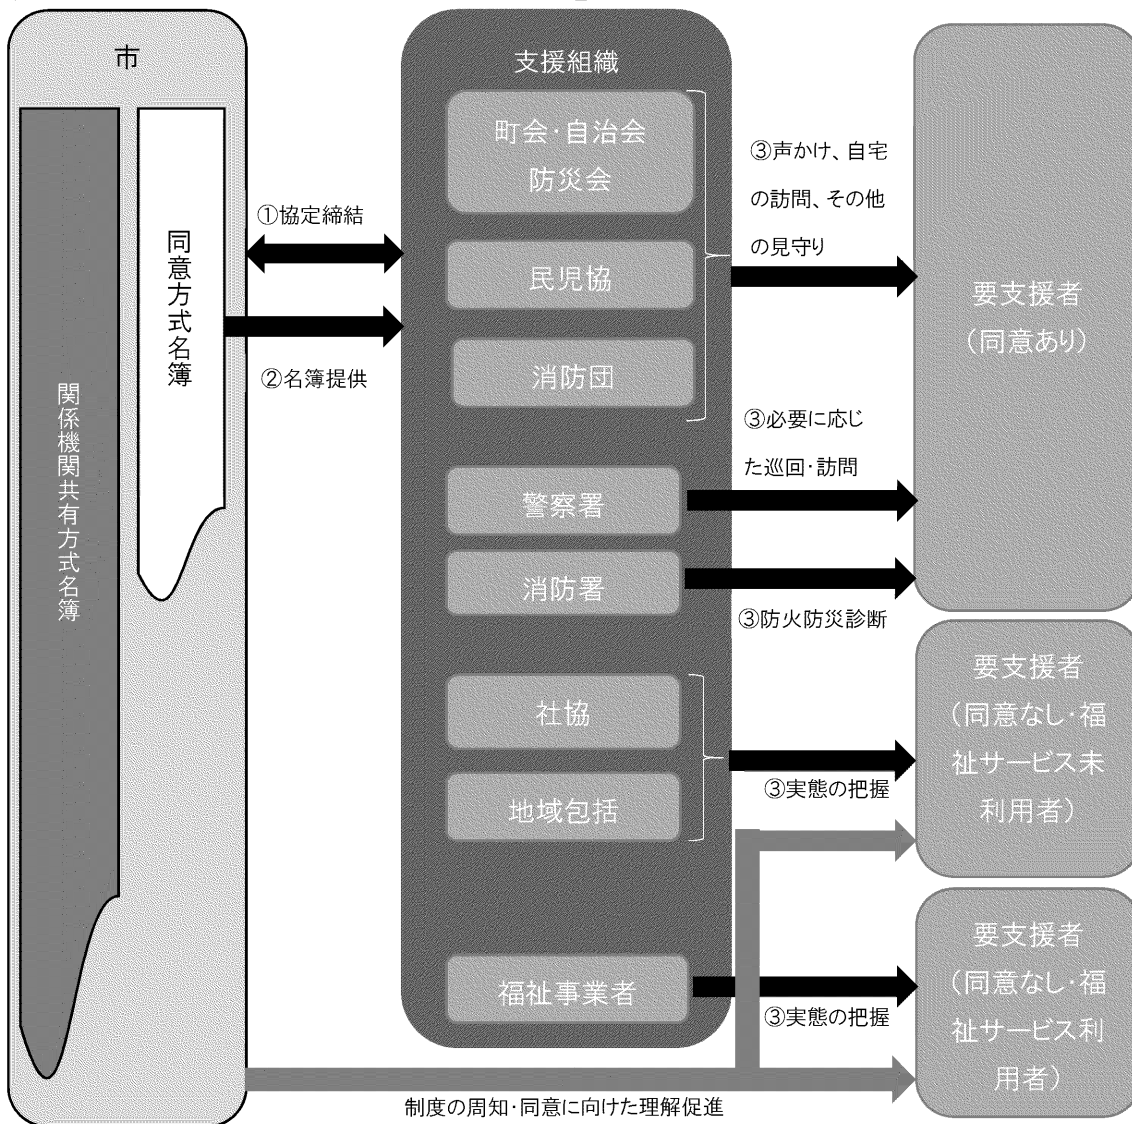 市
関係機関共有方式名簿
同意方式名簿
①協定締結
②名簿提供
支援組織
町会・自治会
防災会
民児協
消防団
警察署
消防署
社協
地域包括
福祉事業者
③声かけ、自宅
の訪問、その他
の見守り
③必要に応じ
た巡回・訪問
③防火防災診断
③実態の把握
③実態の把握
要支援者
（同意あり）
要支援者
（同意なし・福
祉サービス未
利用者）
要支援者
（同意なし・福
祉サービス利
用者）
制度の周知・同意に向けた理解促進